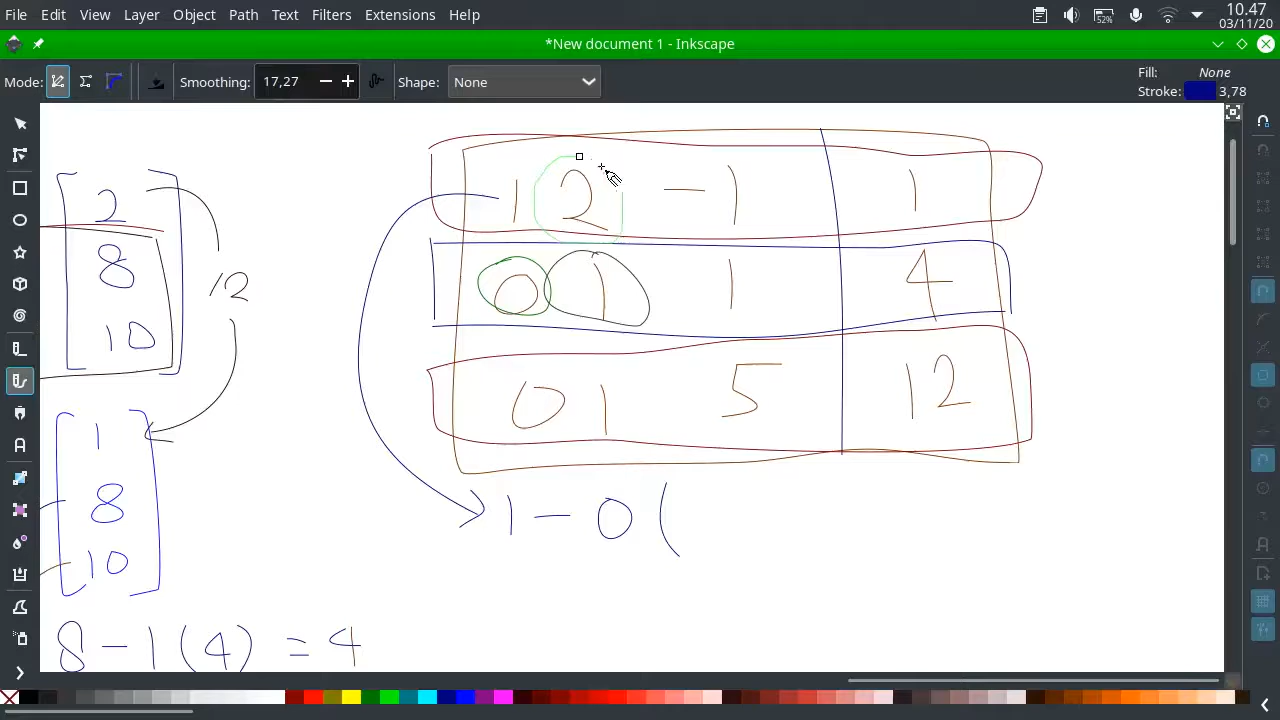 File Edit View Layer Object Path Text Filters Extensions Help
52%
10.47
03/11/20
*New document 1 - Inkscape
Mode:
Smoothing: 17,27
Shape: None
Fill: None
Stroke: 3,78
2
8
10
12
1
8
10
8 - 1 (4) = 4
1 2 - 1 1
0 1 1 4
0 1 5 12
1 - 0 (